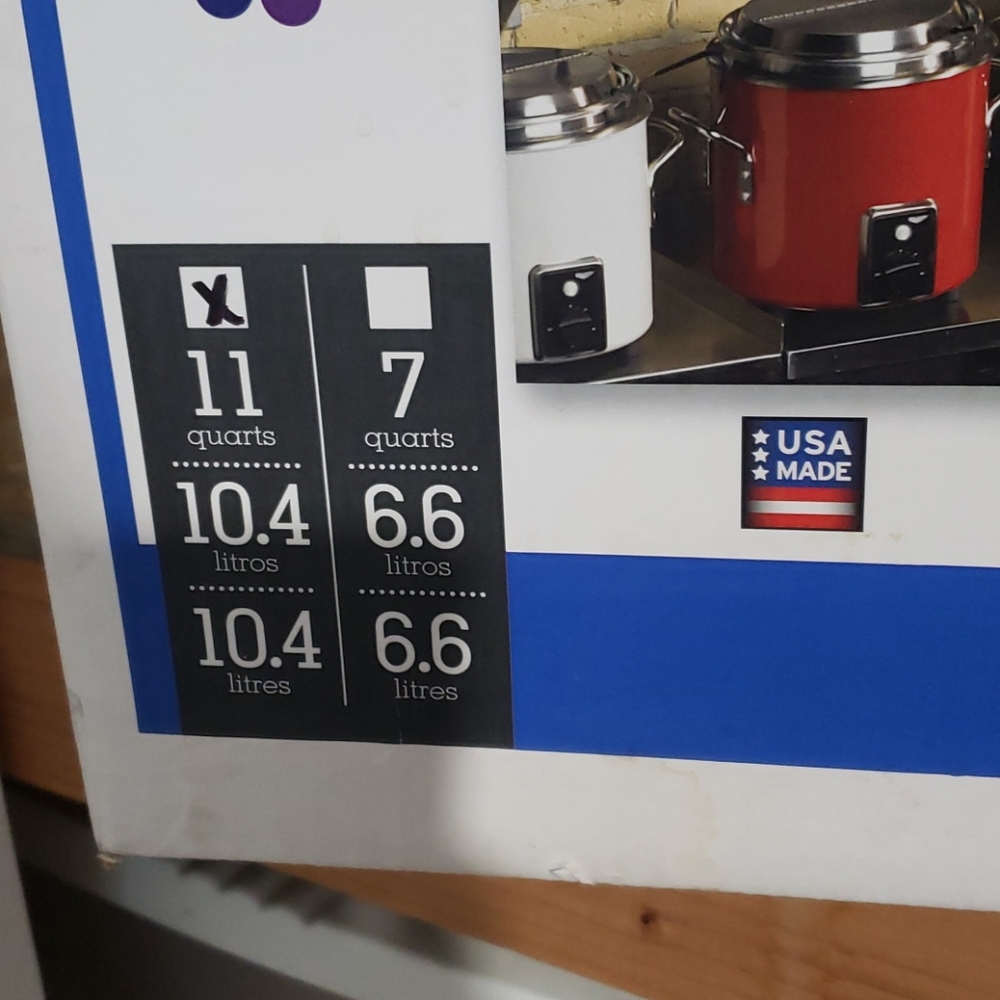 X
11
quarts
10.4
litros
10.4
litres
7
quarts
6.6
litros
6.6
litres
USA
MADE